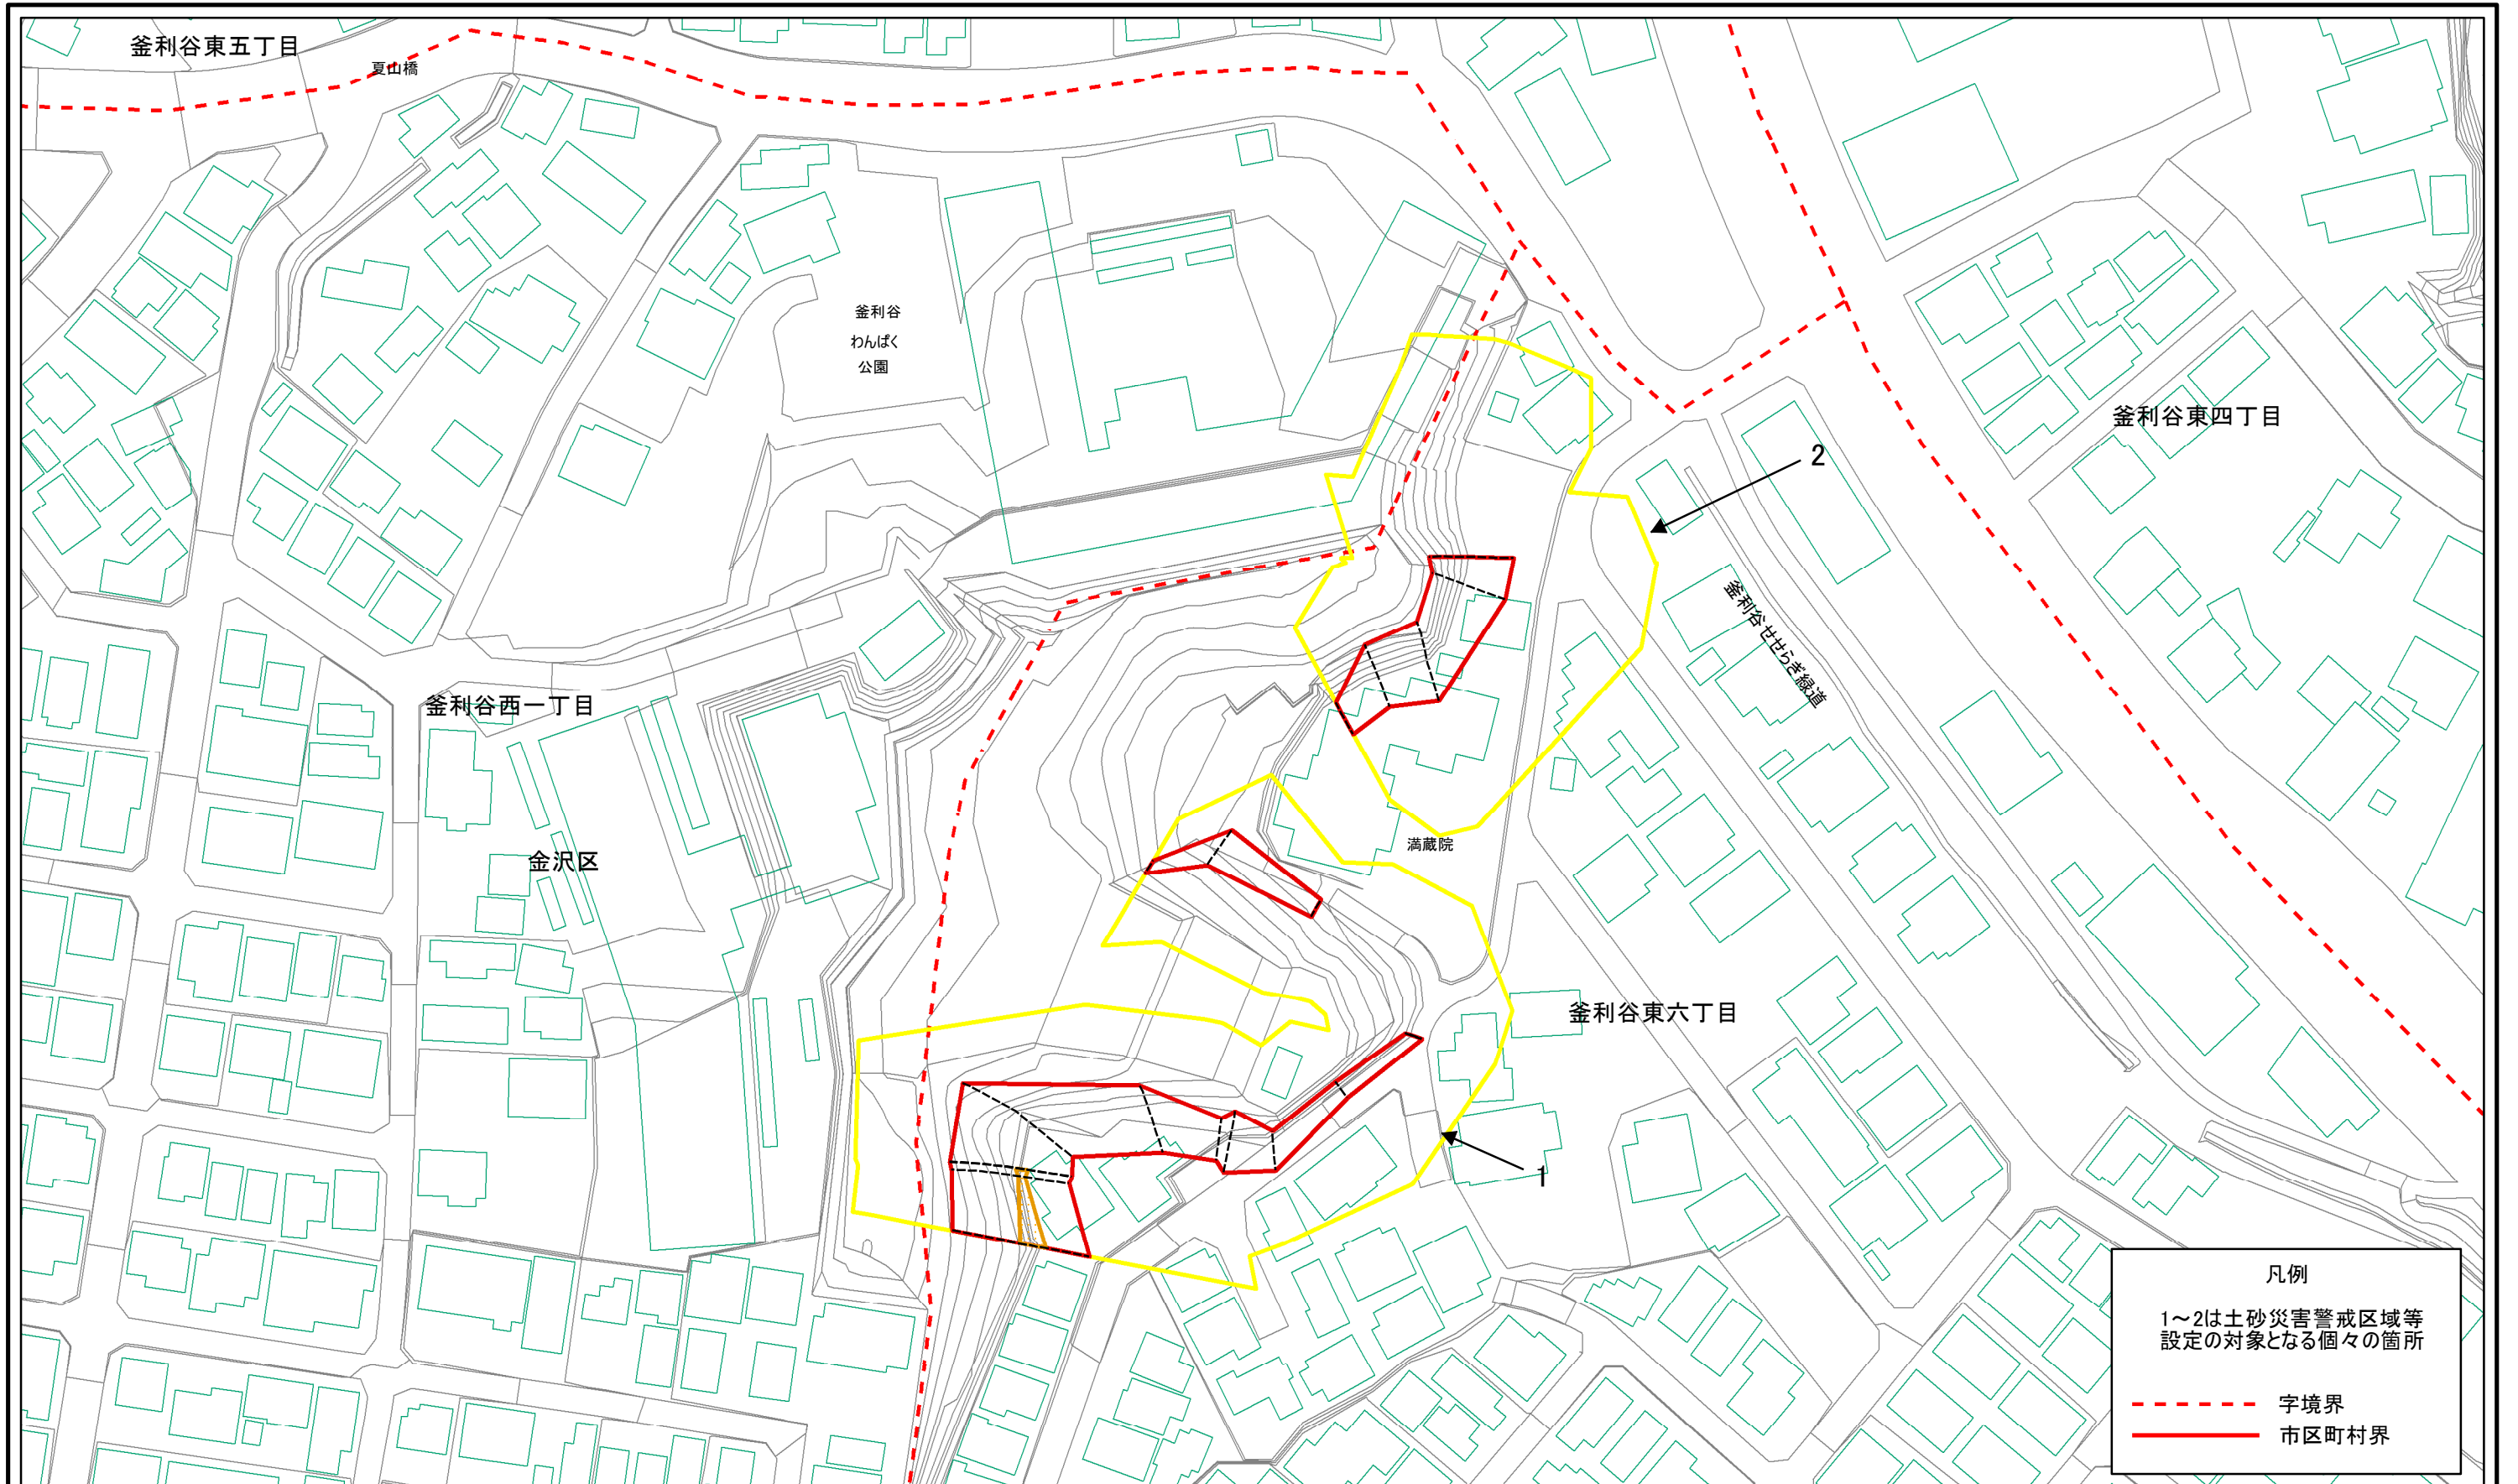 釜利谷東五丁目
夏山橋
釜利谷
わんぱく
公園
釜利谷東四丁目
2
釜利谷せせらぎ緑道
釜利谷西一丁目
金沢区
満蔵院
釜利谷東六丁目
1
凡例
1～2は土砂災害警戒区域等
設定の対象となる個々の箇所
字境界
市区町村界